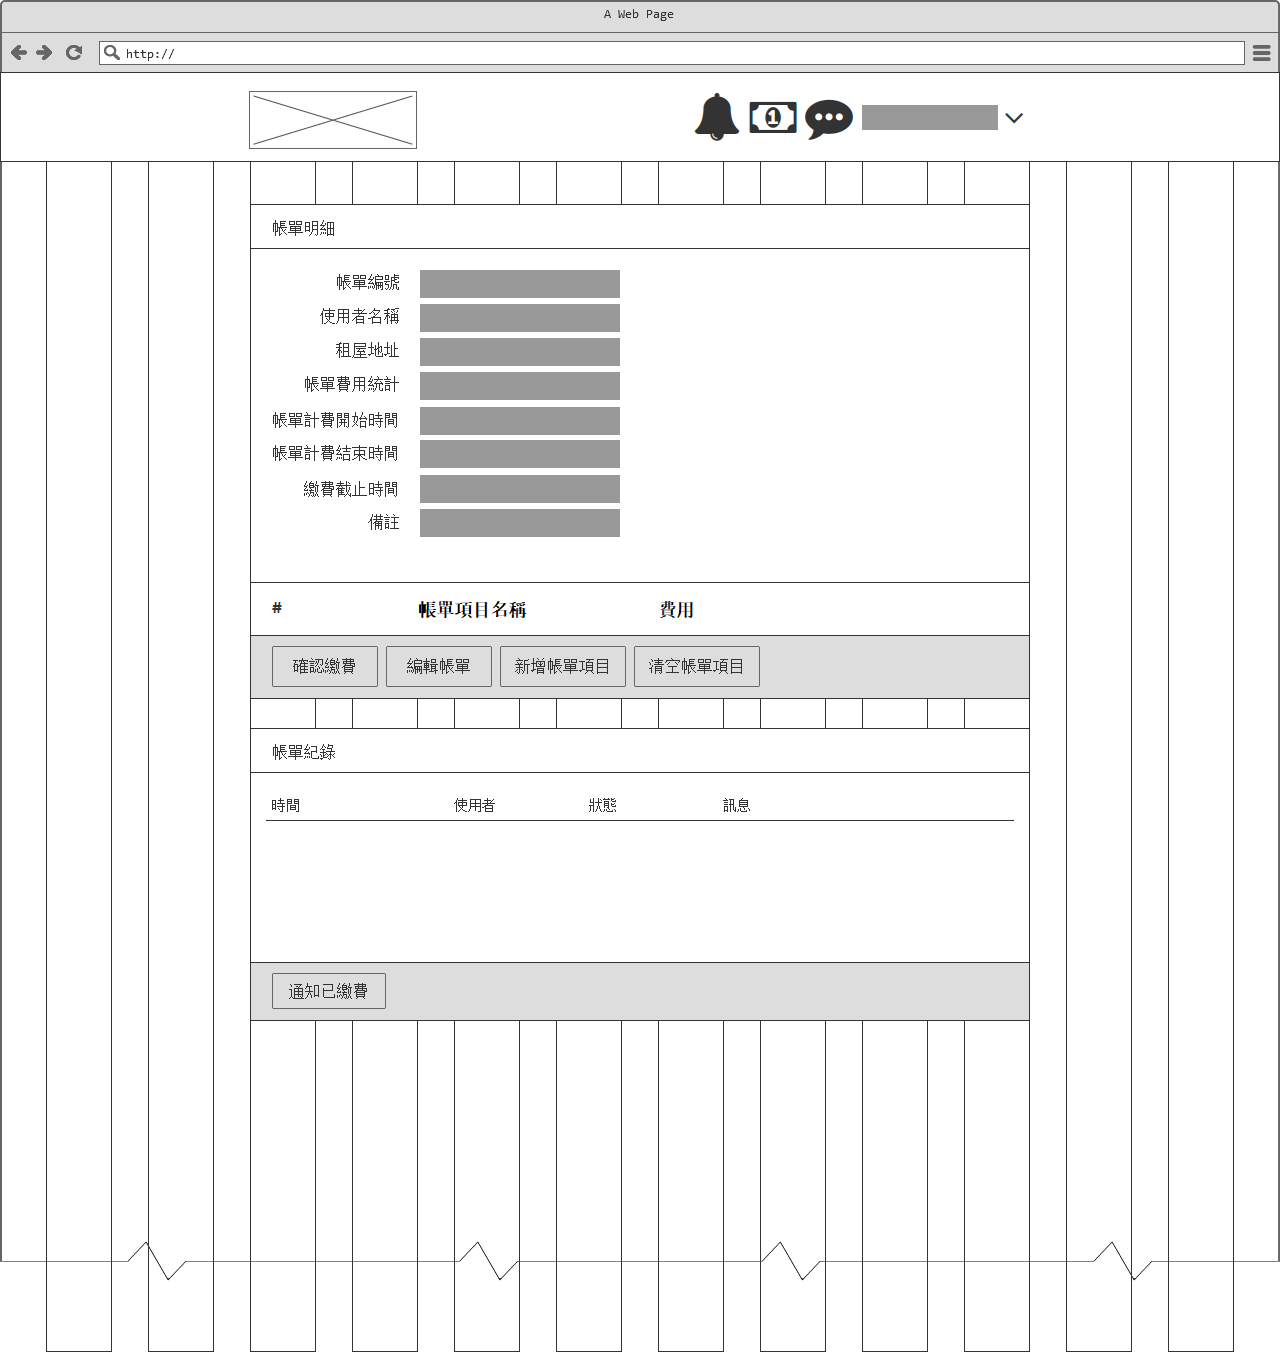 A Web Page
http://
1
帳單明細
帳單編號
使用者名稱
租屋地址
帳單費用統計
帳單計費開始時間
帳單計費結束時間
繳費截止時間
備註
# 帳單項目名稱 費用
確認繳費 編輯帳單 新增帳單項目 清空帳單項目
帳單紀錄
時間 使用者 狀態 訊息
通知已繳費